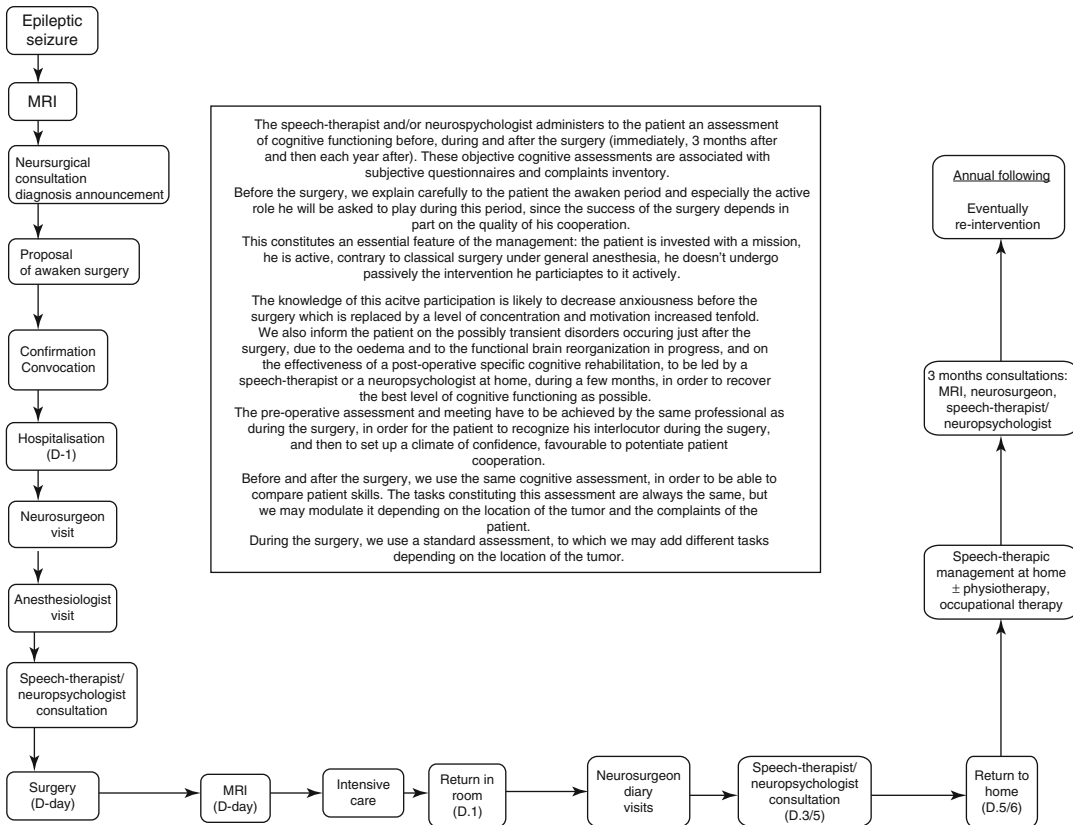 Epileptic
seizure
MRI
Neursurgical
consultation
diagnosis announcement
Proposal
of awaken surgery
Confirmation
Convocation
Hospitalisation
(D-1)
Neurosurgeon
visit
Anesthesiologist
visit
Speech-therapist/
neuropsychologist
consultation
Surgery
(D-day)
MRI
(D-day)
Intensive
care
Return in
room
(D.1)
Neurosurgeon
diary
visits
Speech-therapist/
neuropsychologist
consultation
(D.3/5)
Return to
home
(D.5/6)
Speech-therapic
management at home
± physiotherapy,
occupational therapy
3 months consultations:
MRI, neurosurgeon,
speech-therapist/
neuropsychologist
Annual following
Eventually
re-intervention
The speech-therapist and/or neurospychologist administers to the patient an assessment
of cognitive functioning before, during and after the surgery (immediately, 3 months after
and then each year after). These objective cognitive assessments are associated with
subjective questionnaires and complaints inventory.
Before the surgery, we explain carefully to the patient the awaken period and especially the active
role he will be asked to play during this period, since the success of the surgery depends in
part on the quality of his cooperation.
This constitutes an essential feature of the management: the patient is invested with a mission,
he is active, contrary to classical surgery under general anesthesia, he doesn't undergo
passively the intervention he particiaptes to it actively.
The knowledge of this acitve participation is likely to decrease anxiousness before the
surgery which is replaced by a level of concentration and motivation increased tenfold.
We also inform the patient on the possibly transient disorders occuring just after the
surgery, due to the oedema and to the functional brain reorganization in progress, and on
the effectiveness of a post-operative specific cognitive rehabilitation, to be led by a
speech-therapist or a neuropsychologist at home, during a few months, in order to recover
the best level of cognitive functioning as possible.
The pre-operative assessment and meeting have to be achieved by the same professional as
during the surgery, in order for the patient to recognize his interlocutor during the sugery,
and then to set up a climate of confidence, favourable to potentiate patient
cooperation.
Before and after the surgery, we use the same cognitive assessment, in order to be able to
compare patient skills. The tasks constituting this assessment are always the same, but
we may modulate it depending on the location of the tumor and the complaints of the
patient.
During the surgery, we use a standard assessment, to which we may add different tasks
depending on the location of the tumor.